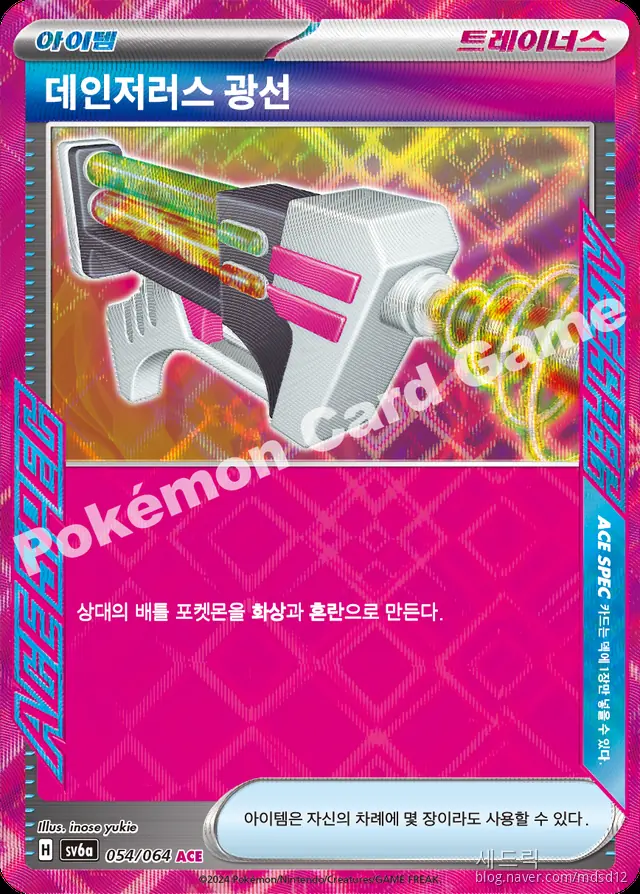 아이템
트레이너스
데인저러스 광선
Pokémon Card Game
ACE SPEC
ACE SPEC
ACE SPEC 카드는 덱에 1장만 넣을 수 있다.
상대의 배틀 포켓몬을 화상과 혼란으로 만든다.
아이템은 자신의 차례에 몇 장이라도 사용할 수 있다.
Illus. inose yukie
H sv6a 054/064 ACE
©2024 Pokémon/Nintendo/Creatures/GAME FREAK.
세드릭
blog.naver.com/mdsd12